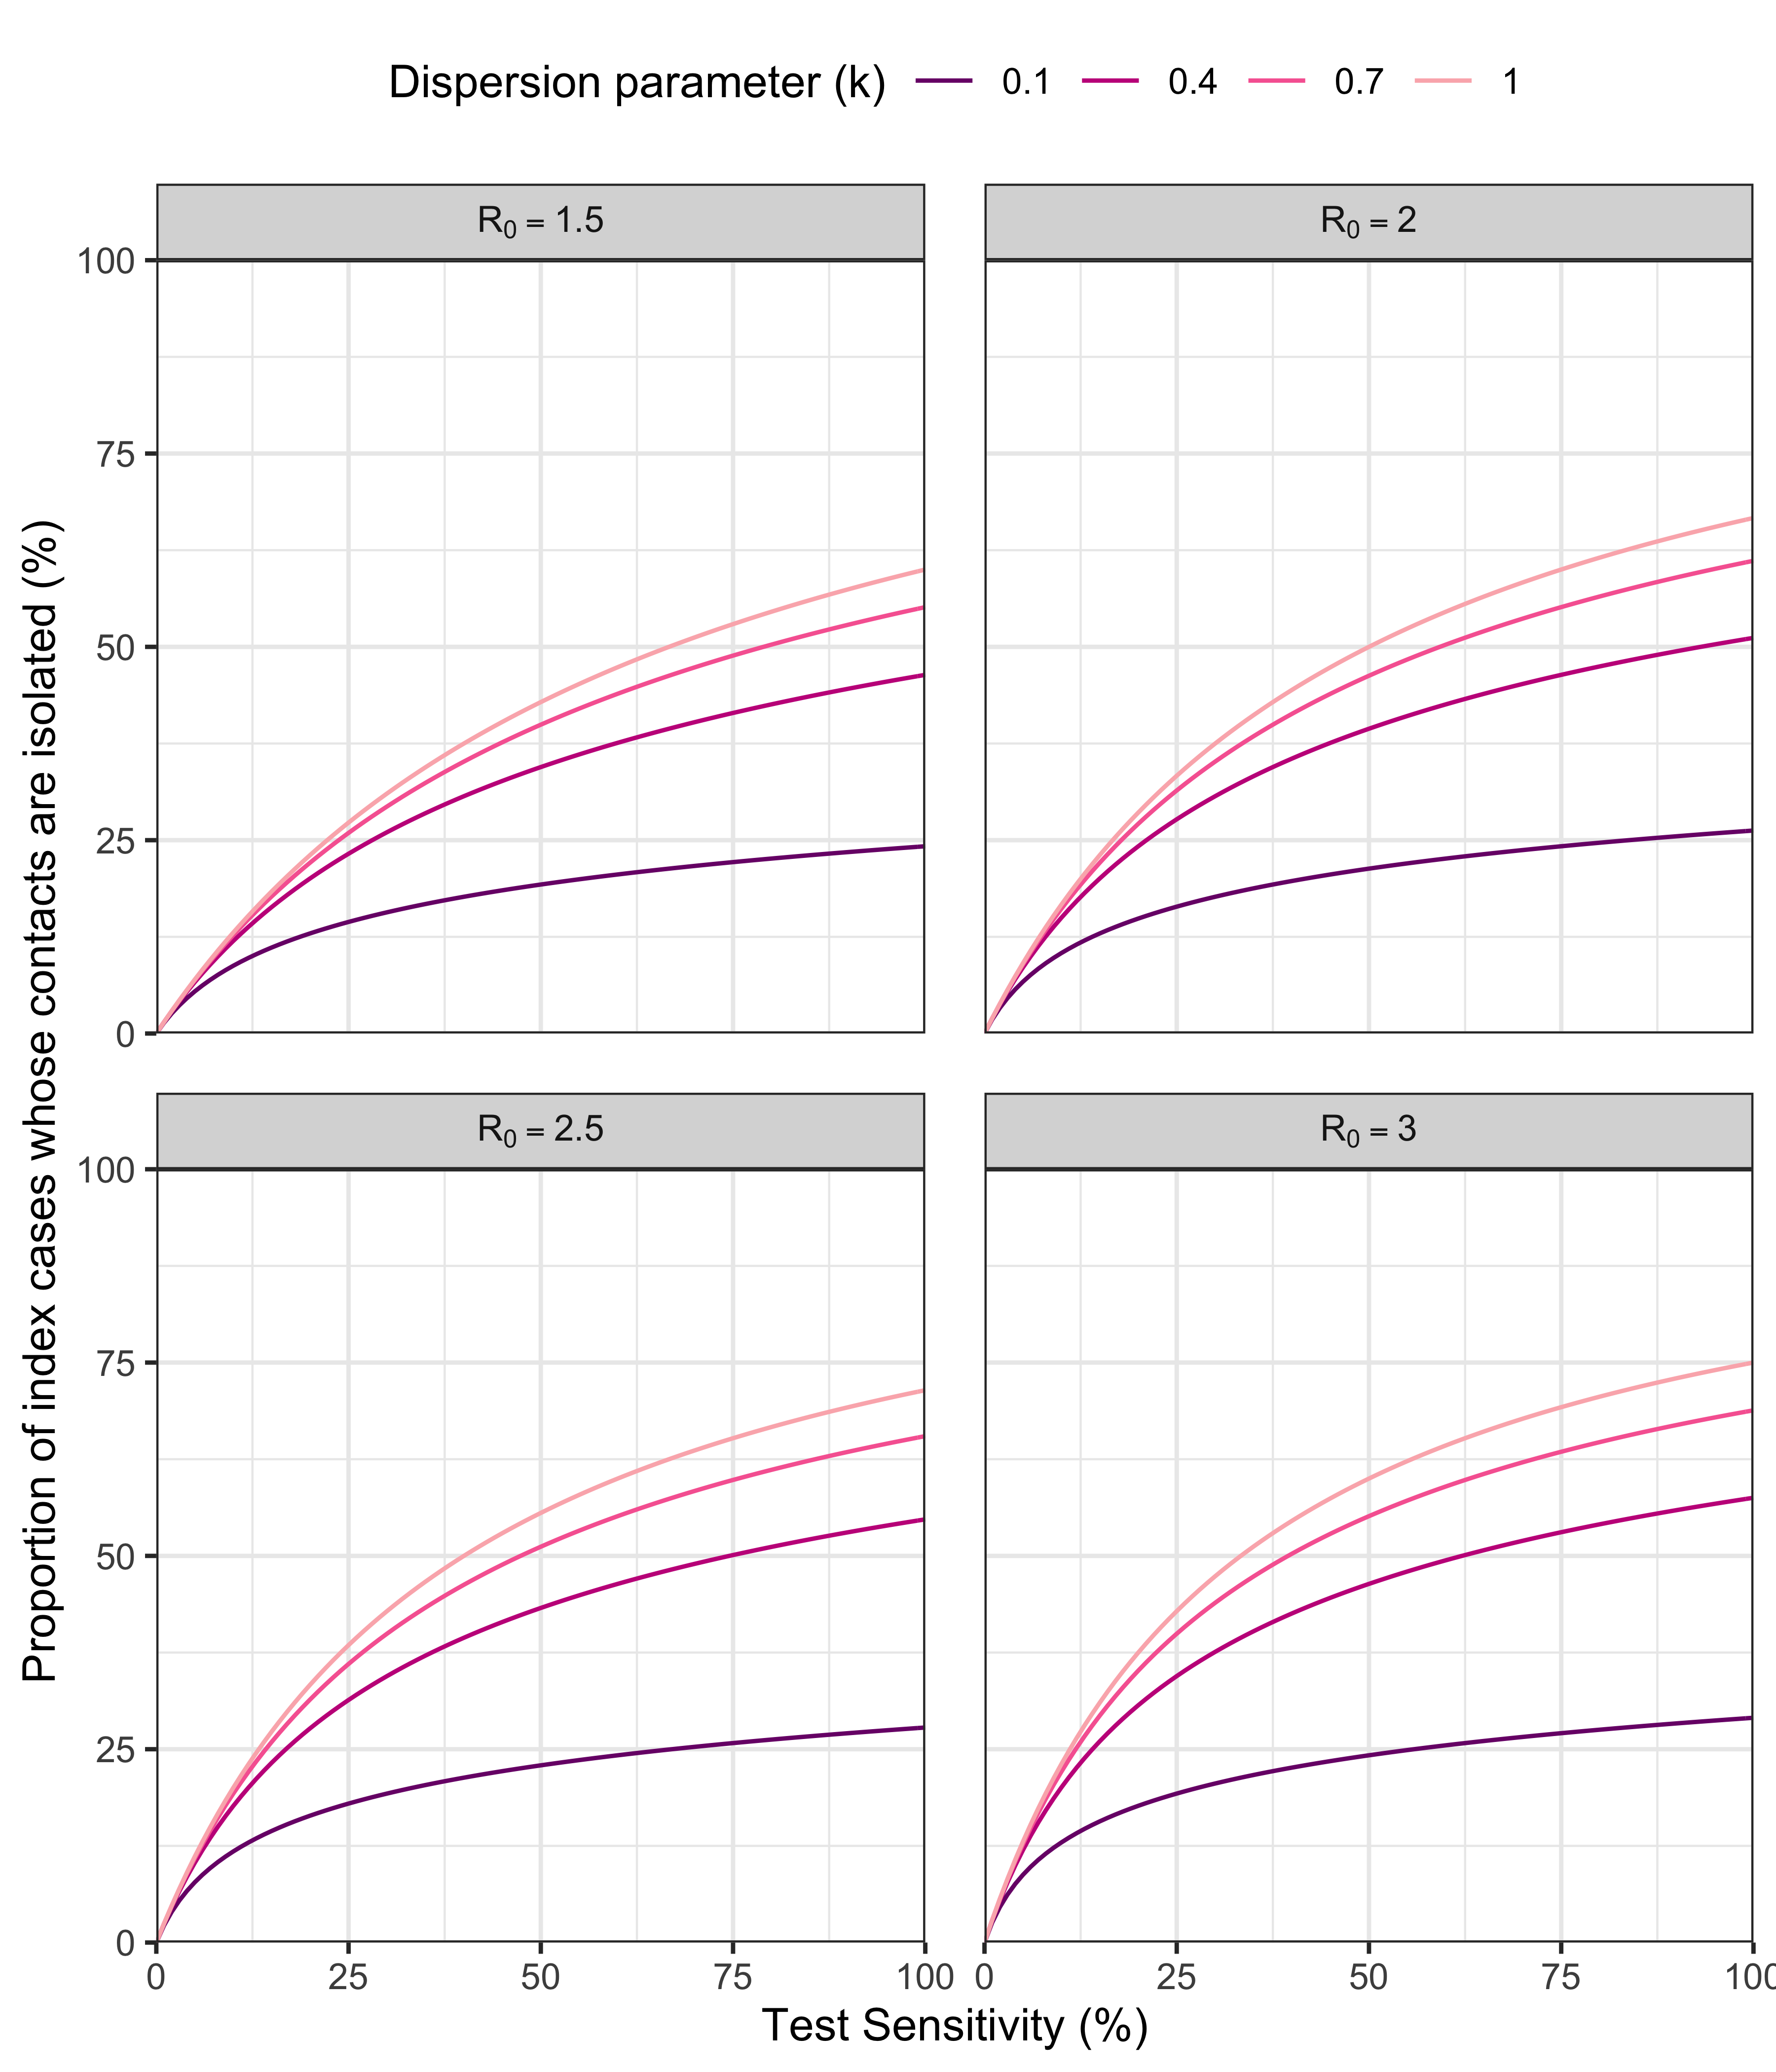 Dispersion parameter (k) 0.1 0.4 0.7 1
R0 = 1.5
R0 = 2
100
75
50
25
0
R0 = 2.5
R0 = 3
100
75
50
25
0
0 25 50 75 100 0 25 50 75 100
Test Sensitivity (%)
Proportion of index cases whose contacts are isolated (%)